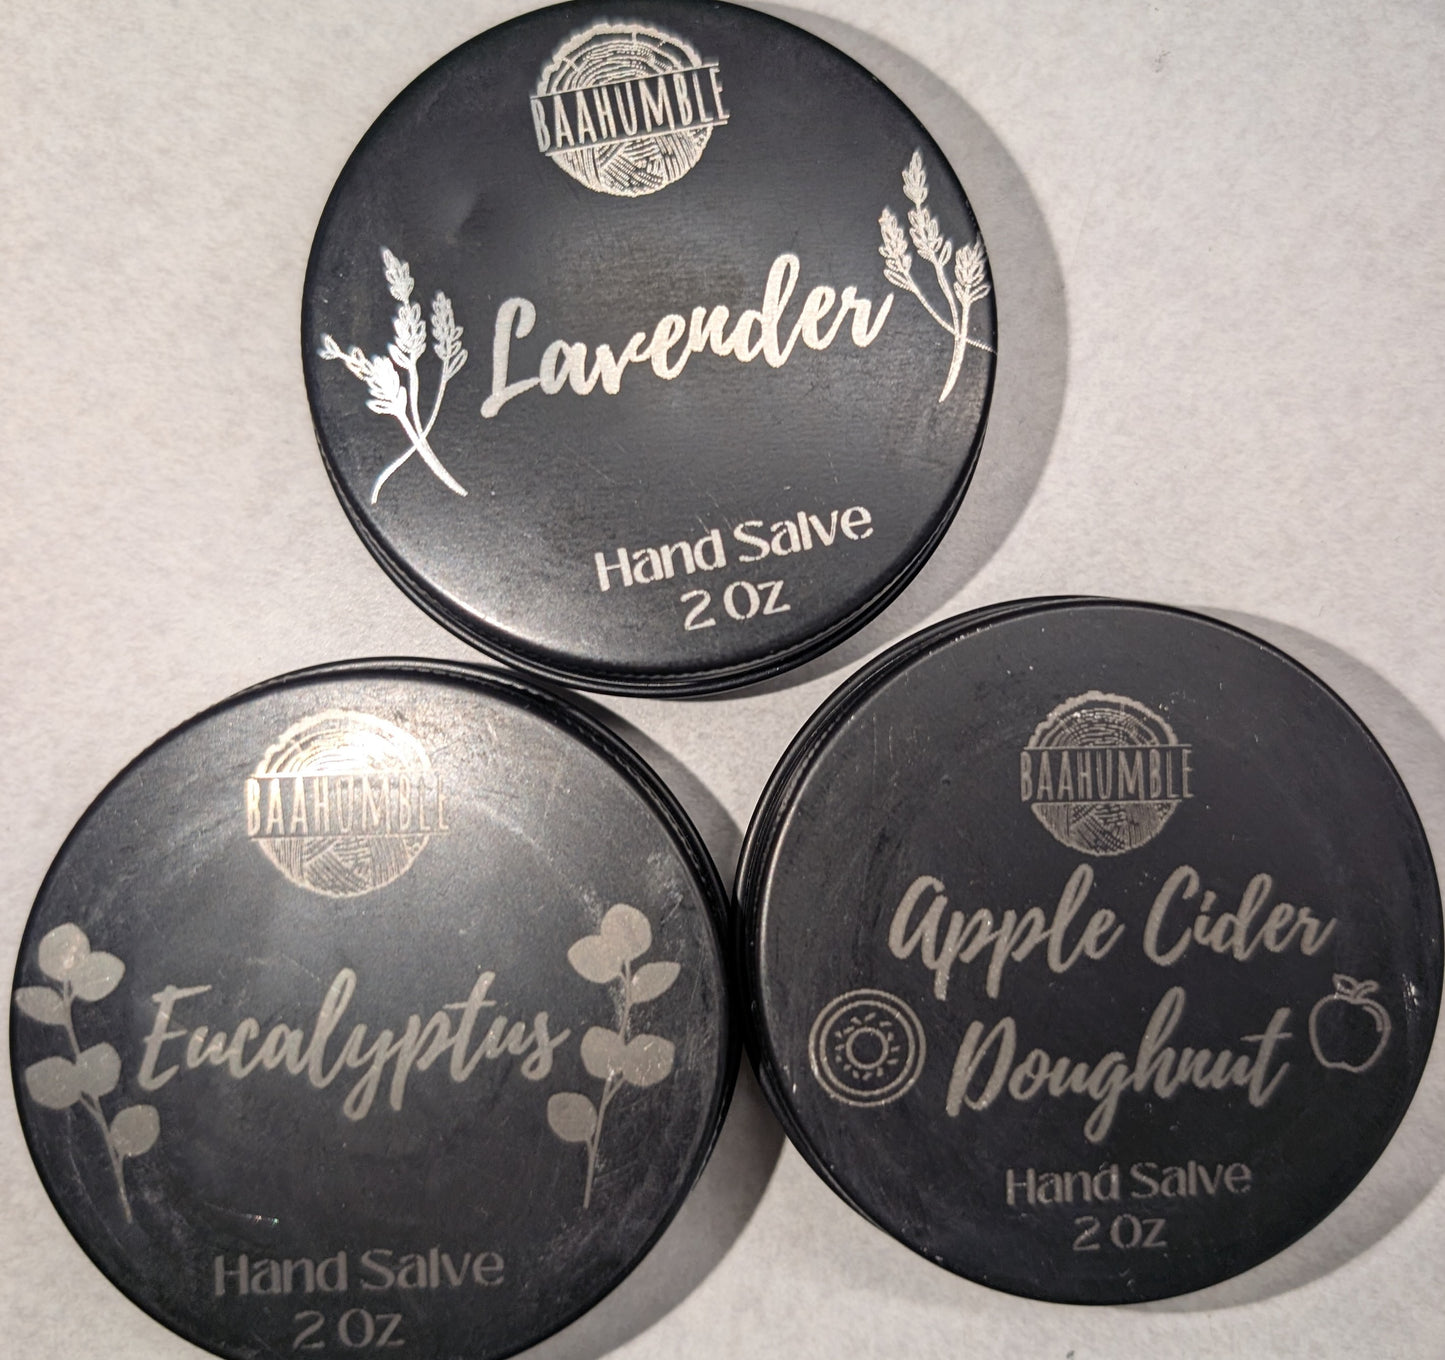 BAAHUMBLE
Lavender
Hand Salve
2 Oz
BAAHUMBLE
Eucalyptus
Hand Salve
2 Oz
BAAHUMBLE
Apple Cider
Doughnut
Hand Salve
2 Oz